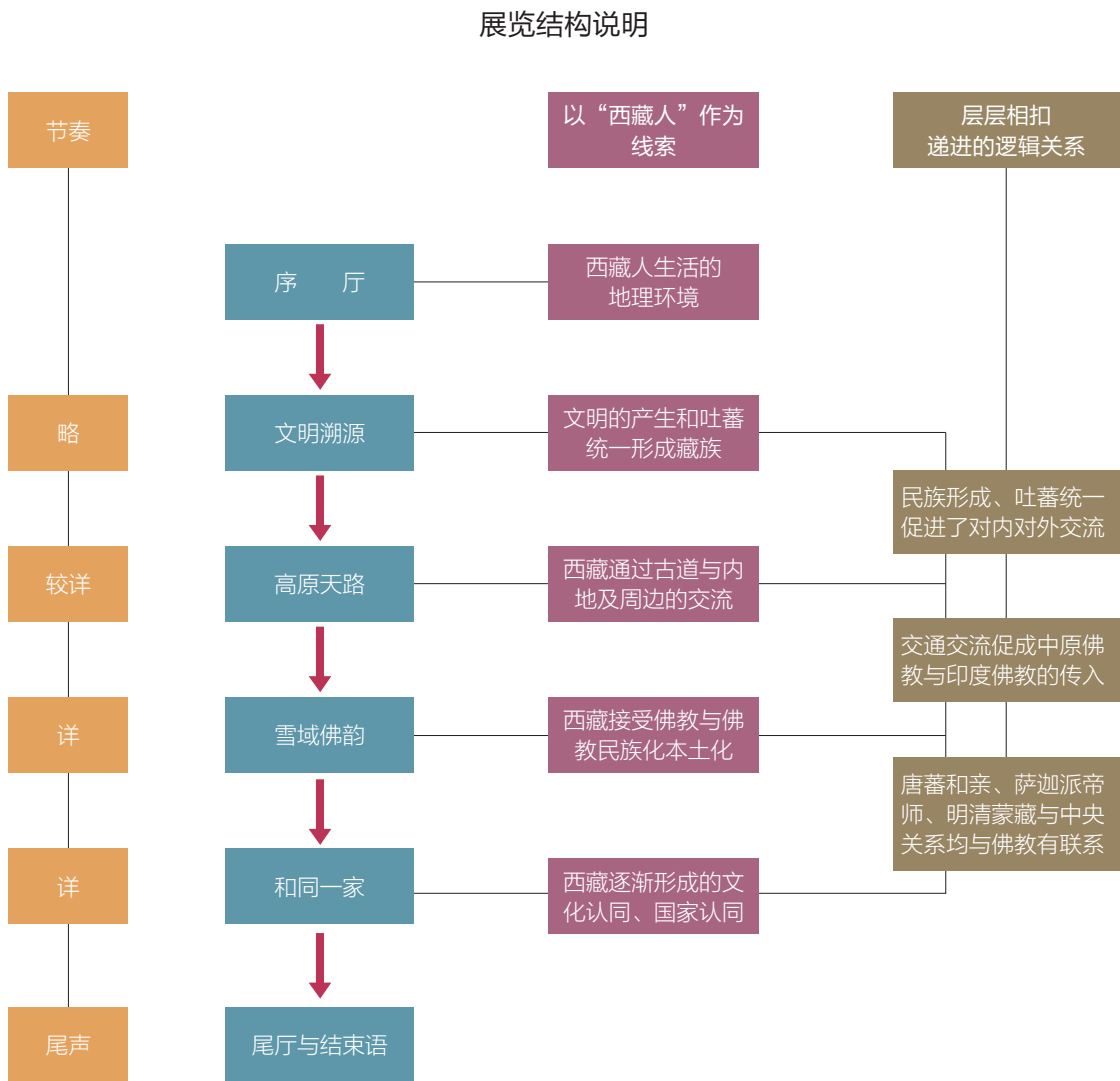 展览结构说明
节奏
以“西藏人”作为
线索
层层相扣
递进的逻辑关系
序 厅
西藏人生活的
地理环境
略
文明溯源
文明的产生和吐蕃
统一形成藏族
民族形成、吐蕃统一
促进了对内对外交流
较详
高原天路
西藏通过古道与内
地及周边的交流
交通交流促成中原佛
教与印度佛教的传入
详
雪域佛韵
西藏接受佛教与佛
教民族化本土化
唐蕃和亲、萨迦派帝
师、明清蒙藏与中央
关系均与佛教有联系
详
和同一家
西藏逐渐形成的文
化认同、国家认同
尾声
尾厅与结束语